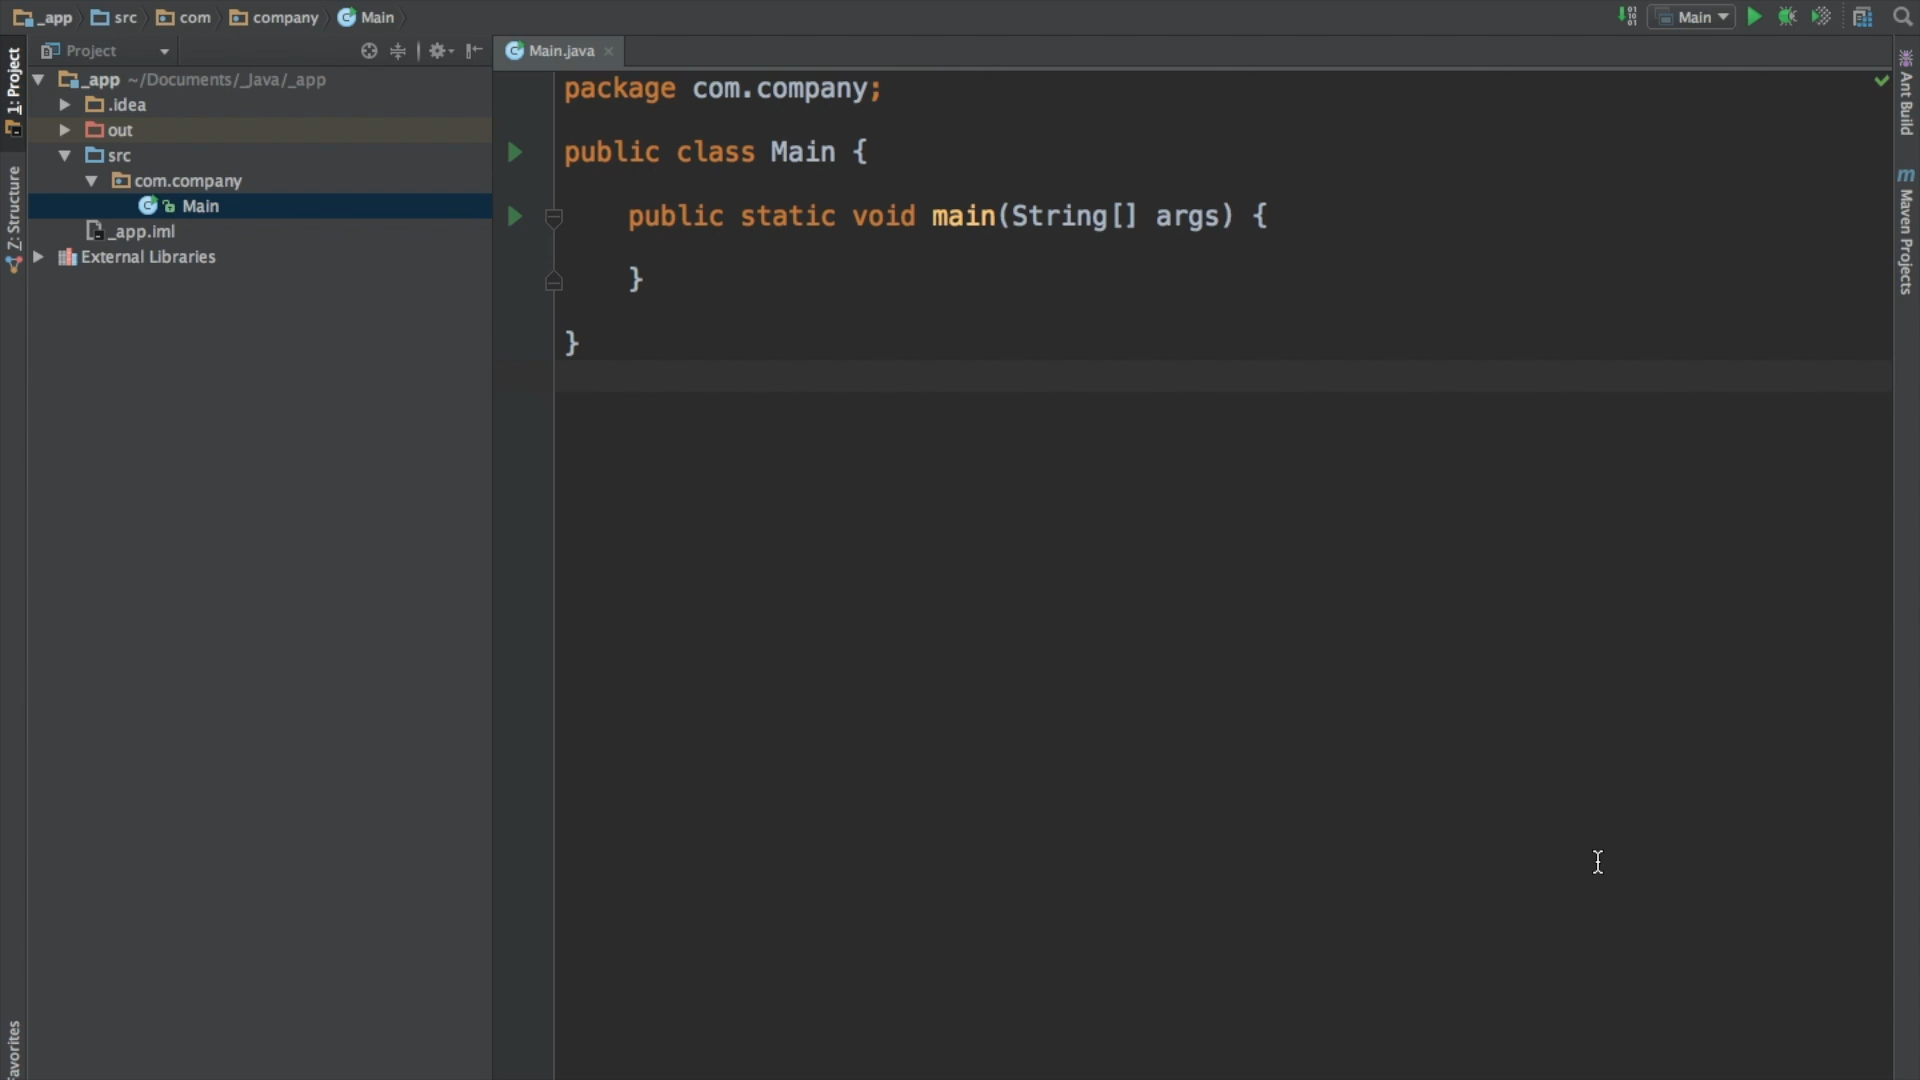 _app src com company Main
Main
Project
Main.java
1: Project
_app ~/Documents/_Java/_app
.idea
out
src
com.company
Main
_app.iml
External Libraries
Z: Structure
Favorites
package com.company;
public class Main {
public static void main(String[] args) {
}
}
Ant Build
m
Maven Projects